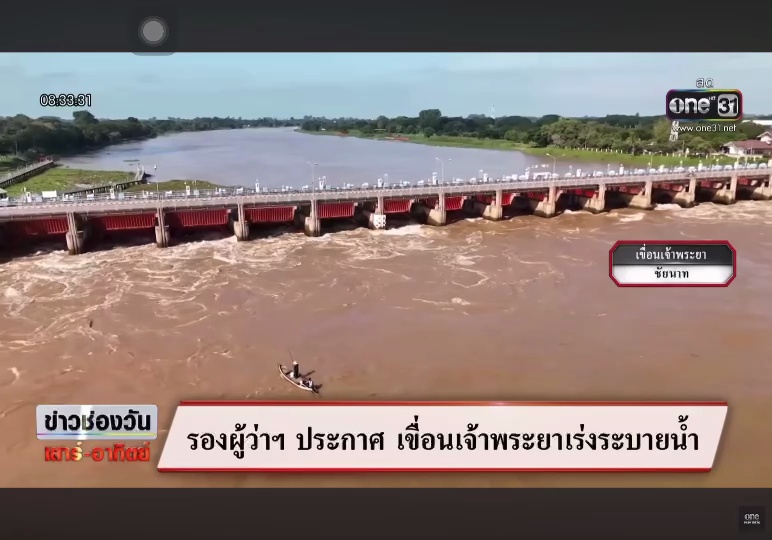 สด
08:33:31
one 31
www.one31.net
เขื่อนเจ้าพระยา
ชัยนาท
ข่าวช่องวัน
เสาร์-อาทิตย์
รองผู้ว่าฯ ประกาศ เขื่อนเจ้าพระยาเร่งระบายน้ำ
one
NEWS